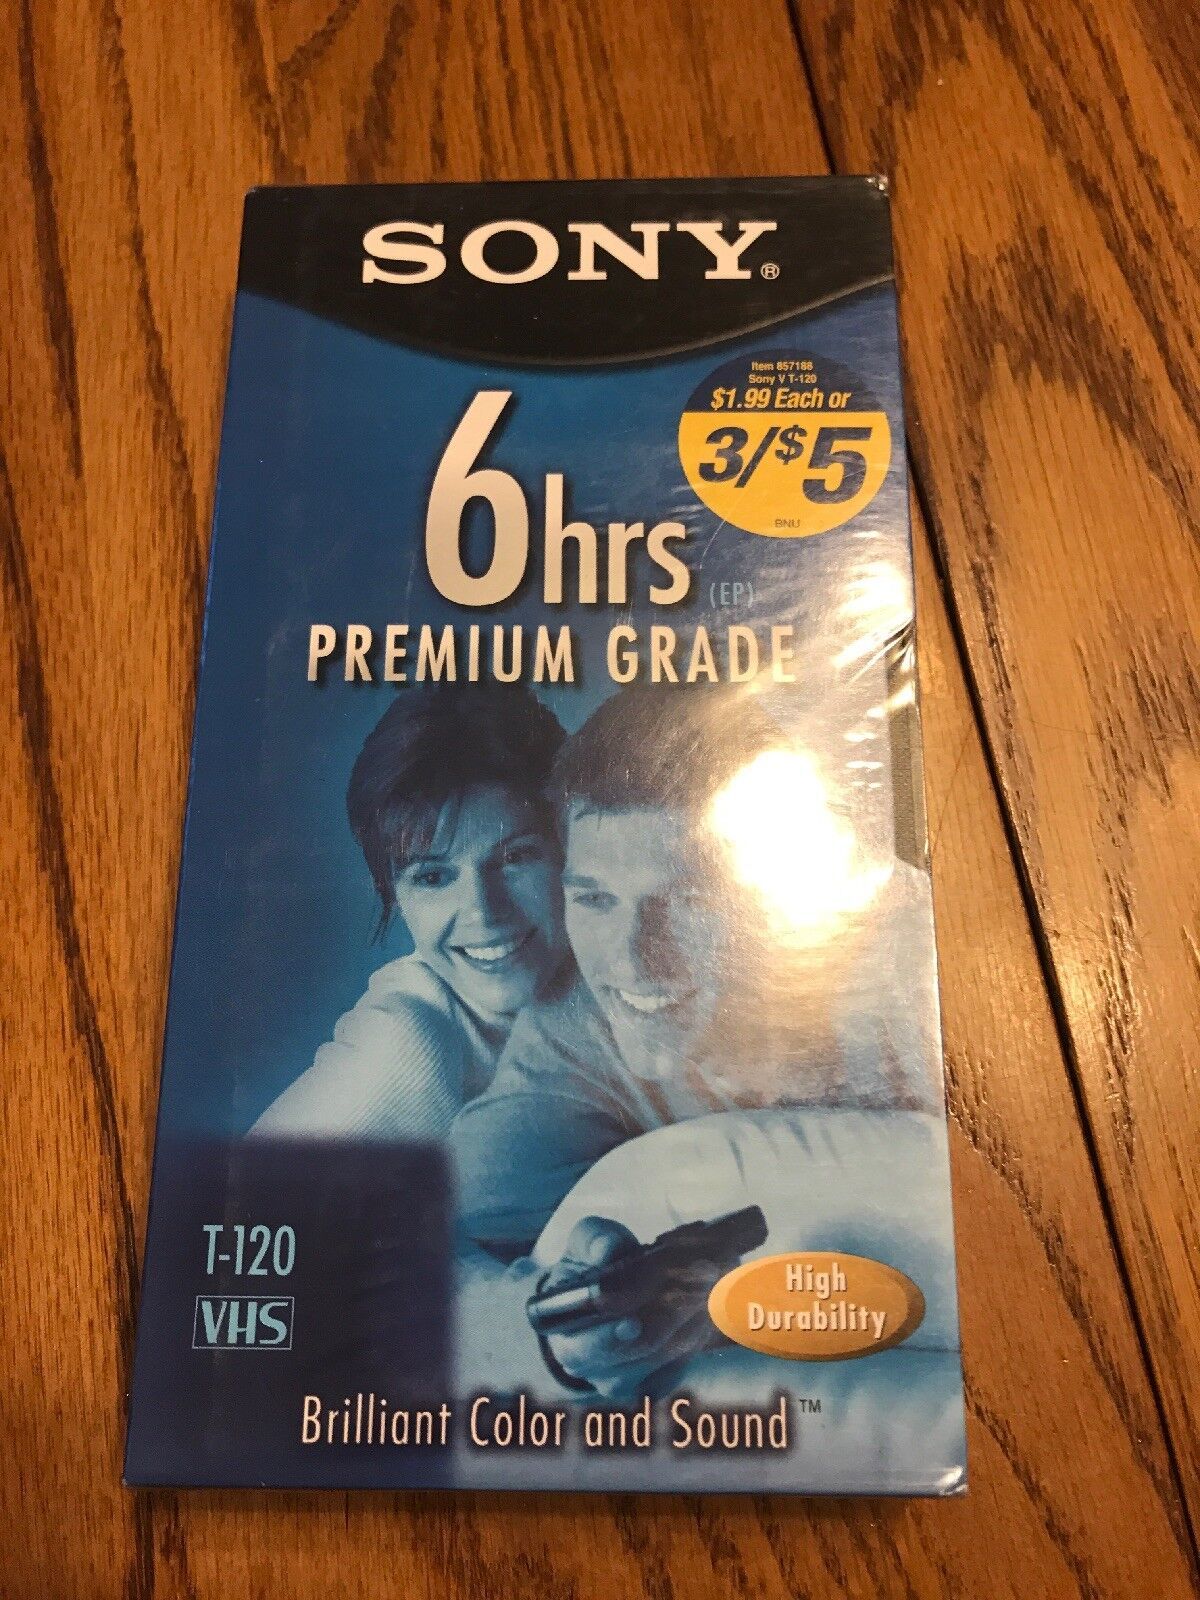 SONY®
Item 857188
Sony V T-120
$1.99 Each or
3/$5
BNU
6hrs (EP)
PREMIUM GRADE
T-120
VHS
High
Durability
Brilliant Color and Sound™